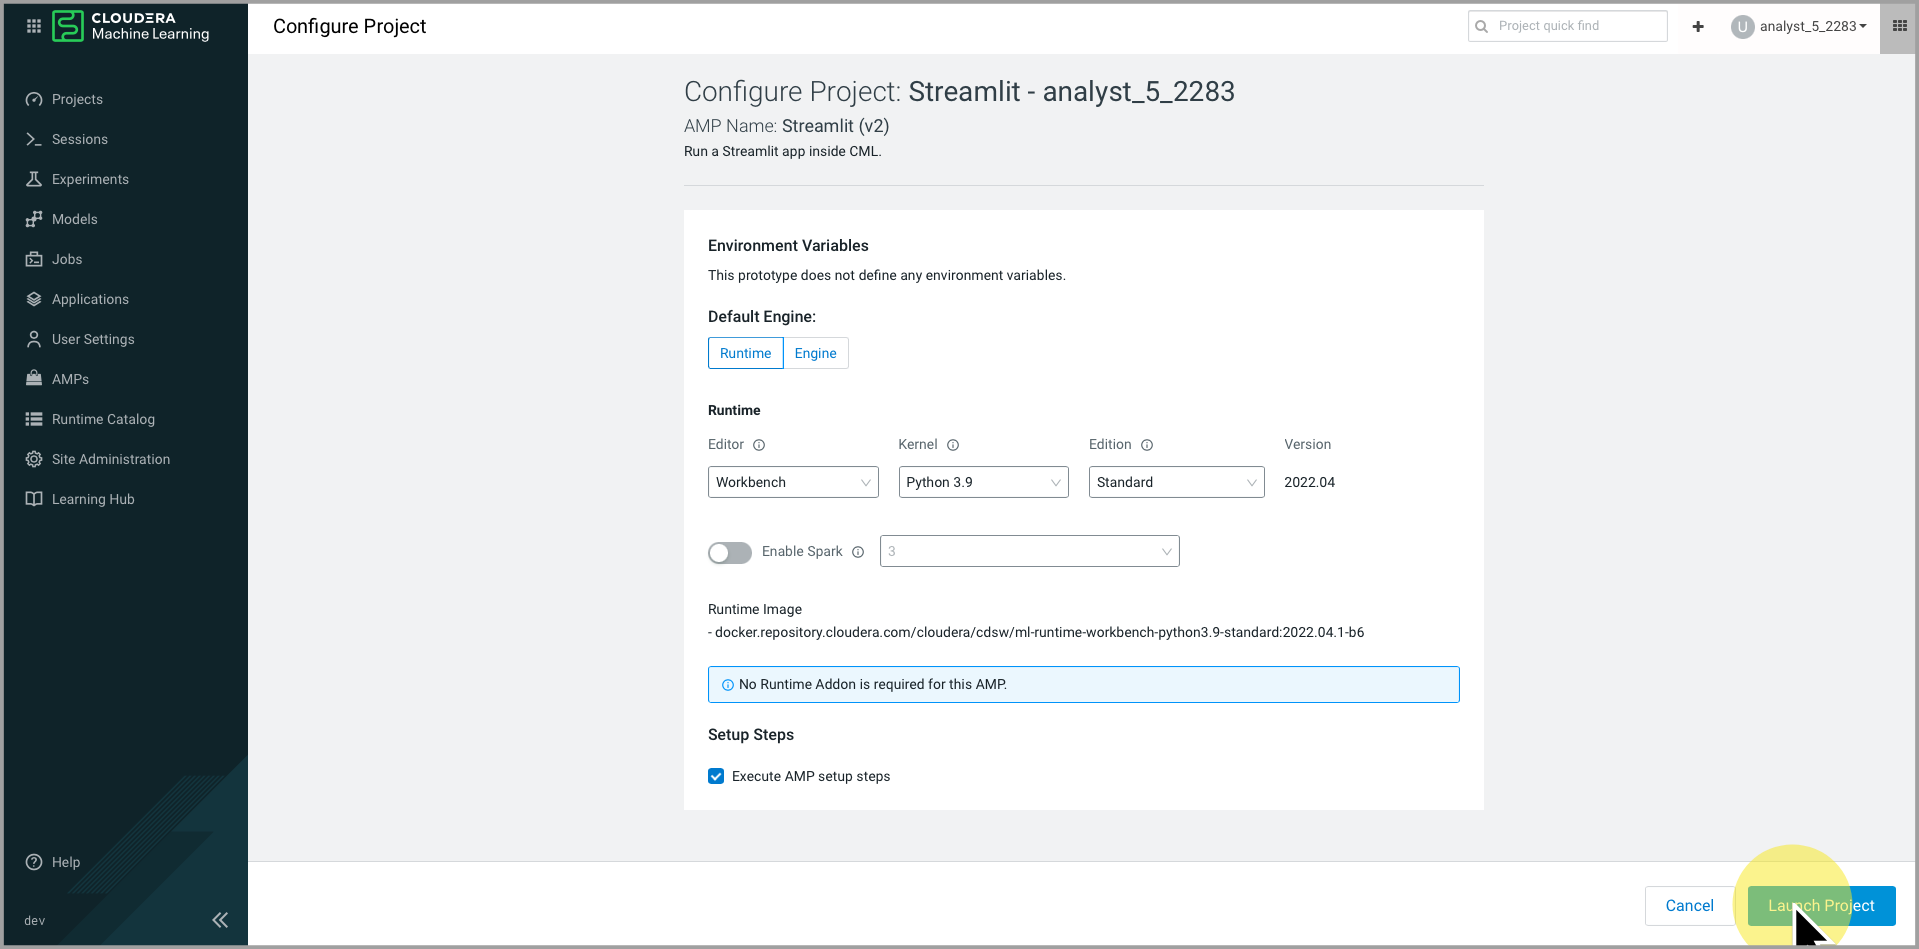 CLOUDERA
Machine Learning
Configure Project
Project quick find
U
analyst_5_2283
Projects
Sessions
Experiments
Models
Jobs
Applications
User Settings
AMPs
Runtime Catalog
Site Administration
Learning Hub
Help
dev
Configure Project: Streamlit - analyst_5_2283
AMP Name: Streamlit (v2)
Run a Streamlit app inside CML.
Environment Variables
This prototype does not define any environment variables.
Default Engine:
Runtime Engine
Runtime
Editor Kernel Edition Version
Workbench Python 3.9 Standard 2022.04
Enable Spark 3
Runtime Image
- docker.repository.cloudera.com/cloudera/cdsw/ml-runtime-workbench-python3.9-standard:2022.04.1-b6
No Runtime Addon is required for this AMP.
Setup Steps
Execute AMP setup steps
Cancel Launch Project